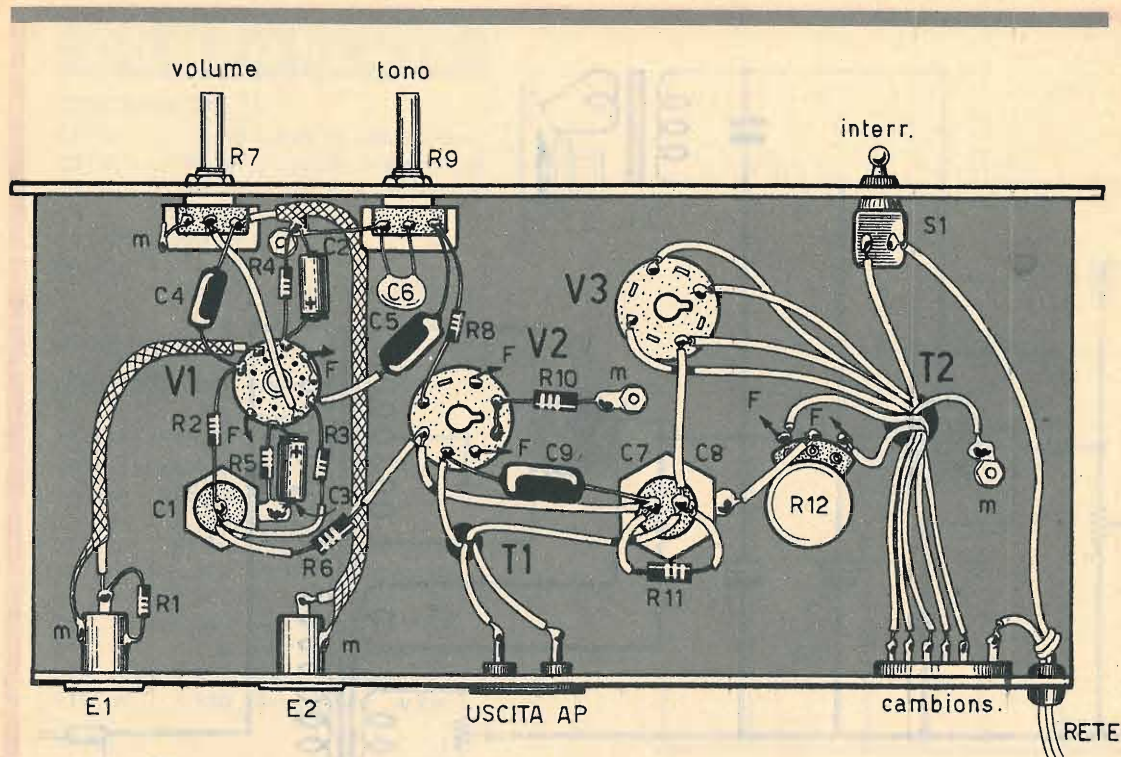 volume
tono
interr.
R7
R9
S1
m
R4
C2
C4
C6
C5
R8
V3
V1
F
V2
F
R10
m
T2
R2
F
R3
F
F
F
R5
C9
C7
C8
C1
C3
R12
m
R6
T1
R11
R1
m
m
E1
E2
USCITA AP
cambions.
RETE